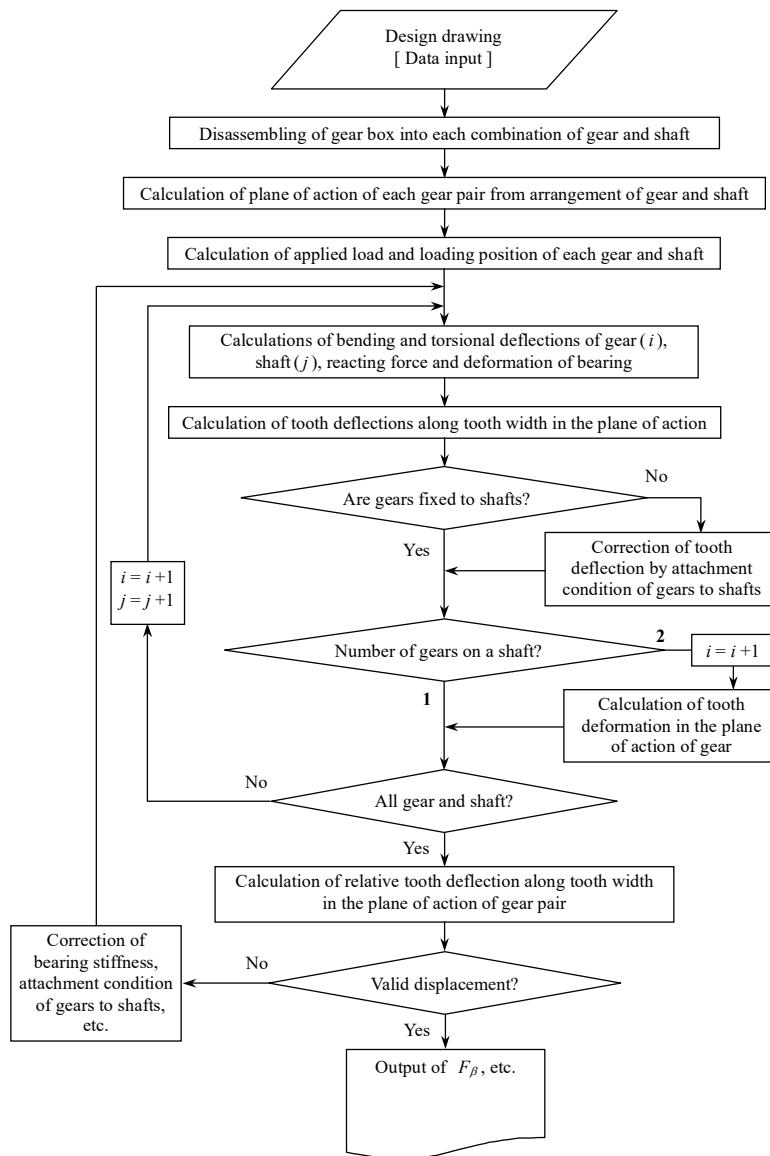 Design drawing
[ Data input ]
Disassembling of gear box into each combination of gear and shaft
Calculation of plane of action of each gear pair from arrangement of gear and shaft
Calculation of applied load and loading position of each gear and shaft
Calculations of bending and torsional deflections of gear (i),
shaft (j), reacting force and deformation of bearing
Calculation of tooth deflections along tooth width in the plane of action
Are gears fixed to shafts?
No
Yes
Correction of tooth
deflection by attachment
condition of gears to shafts
i = i +1
j = j +1
Number of gears on a shaft?
2
i = i +1
1
Calculation of tooth
deformation in the plane
of action of gear
All gear and shaft?
No
Yes
Calculation of relative tooth deflection along tooth width
in the plane of action of gear pair
Correction of
bearing stiffness,
attachment condition
of gears to shafts,
etc.
No
Valid displacement?
Yes
Output of Fβ, etc.